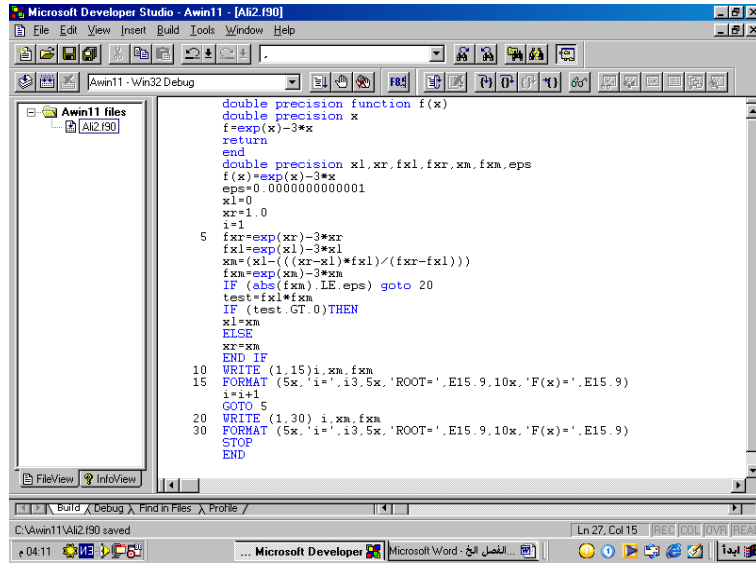 Microsoft Developer Studio - Awin11 - [Ali2.f90]
File Edit View Insert Build Tools Window Help
Awin11 - Win32 Debug
Awin11 files
Ali2.f90
double precision function f(x)
double precision x
f=exp(x)-3*x
return
end
double precision xl,xr,fxl,fxr,xm,fxm,eps
f(x)=exp(x)-3*x
eps=0.0000000000001
xl=0
xr=1.0
i=1
5 fxr=exp(xr)-3*xr
fxl=exp(xl)-3*xl
xm=(xl-(((xr-xl)*fxl)/(fxr-fxl)))
fxm=exp(xm)-3*xm
IF (abs(fxm).LE.eps) goto 20
test=fxl*fxm
IF (test.GT.0)THEN
xl=xm
ELSE
xr=xm
END IF
10 WRITE (1,15)i,xm,fxm
15 FORMAT (5x,'i=',i3,5x,'ROOT=',E15.9,10x,'F(x)=',E15.9)
i=i+1
GOTO 5
20 WRITE (1,30) i,xm,fxm
30 FORMAT (5x,'i=',i3,5x,'ROOT=',E15.9,10x,'F(x)=',E15.9)
STOP
END
FileView InfoView
Build Debug Find in Files Profile
C:\Awin11\Ali2.f90 saved
Ln 27, Col 15 REC COL OVR READ
04:11 م
... Microsoft Developer
Microsoft Word - الفصل الخ...
ابدأ